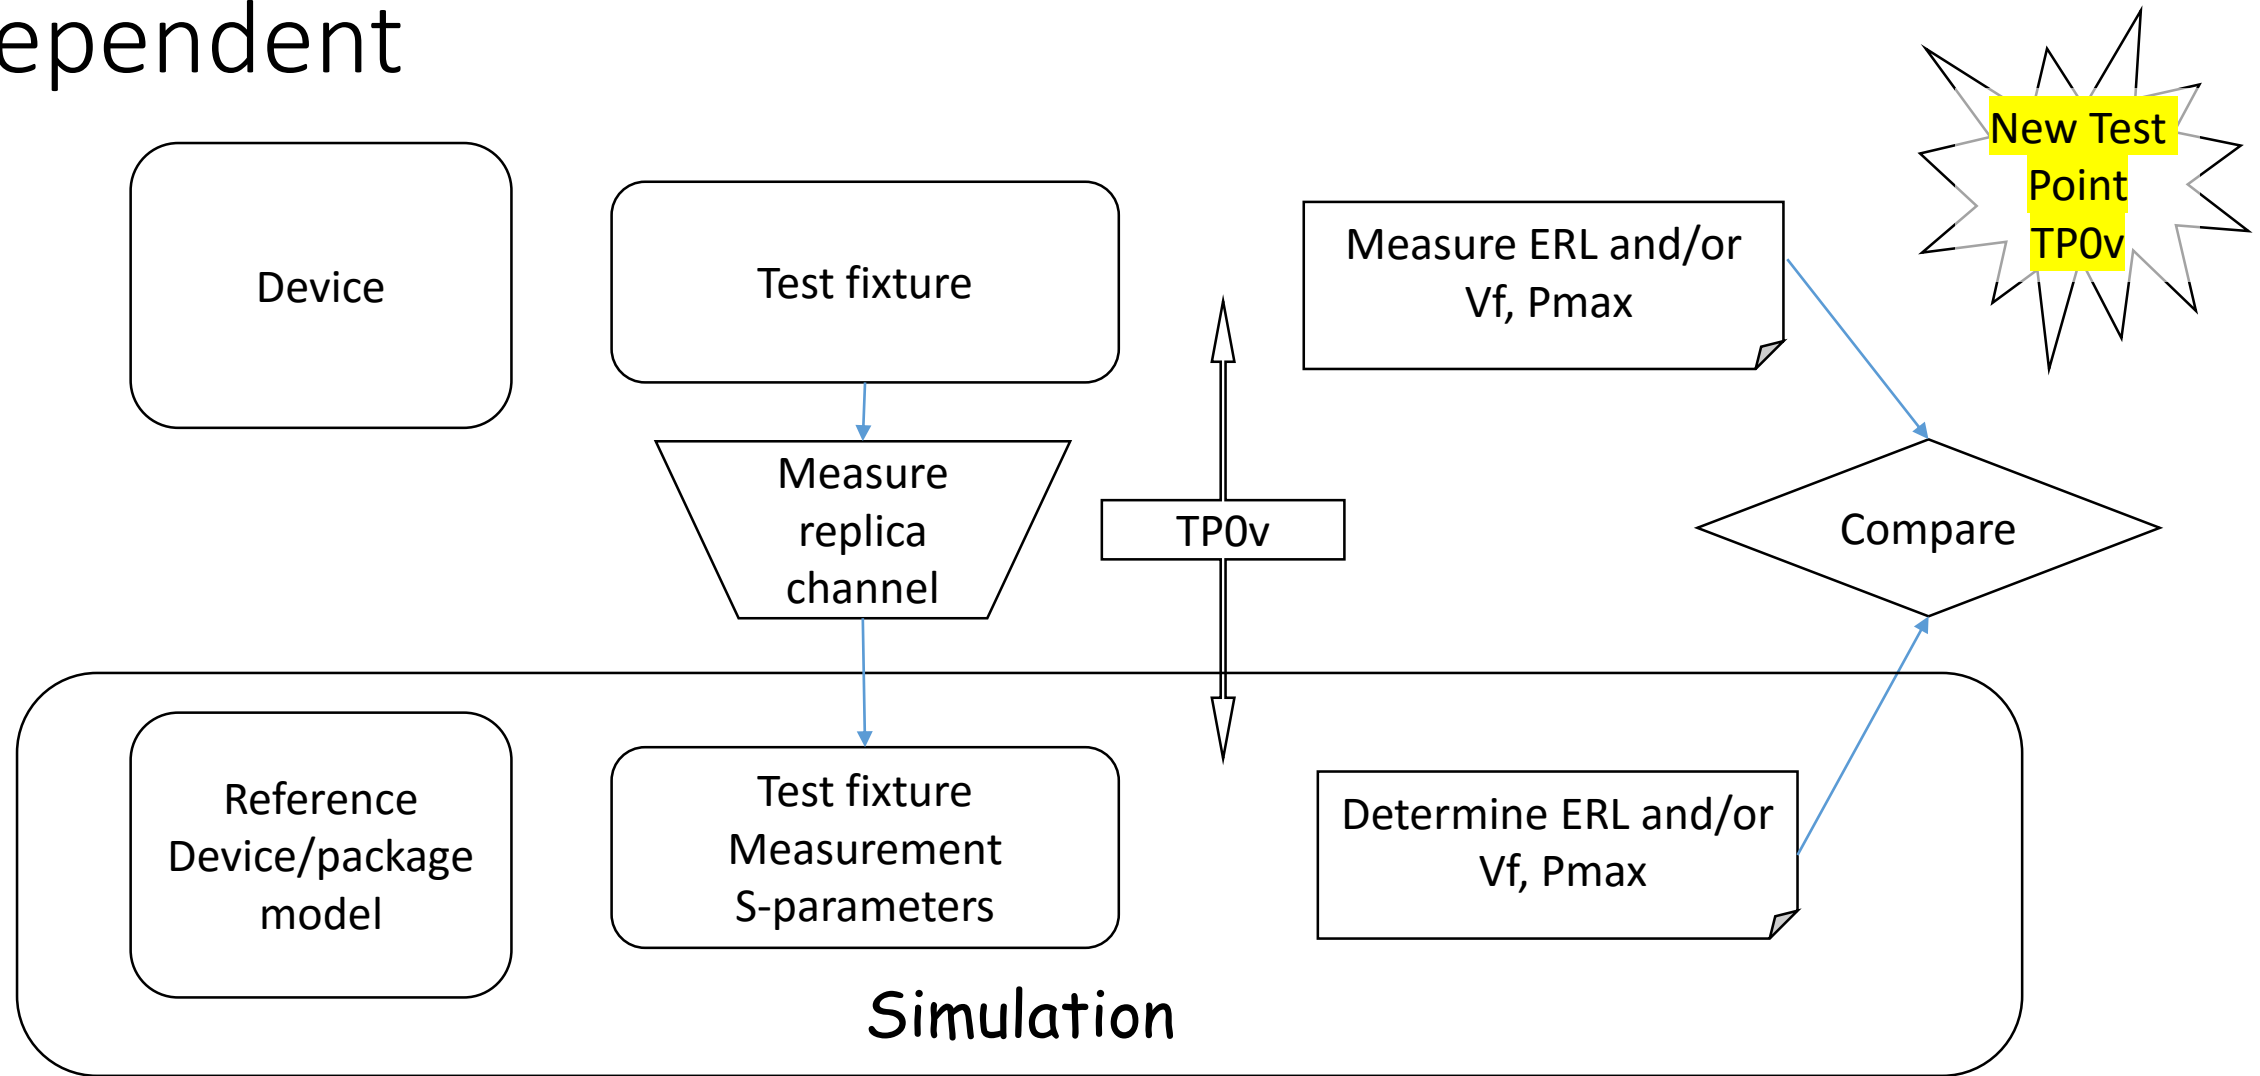 ependent
New Test
Point
TP0v
Device
Test fixture
Measure ERL and/or
Vf, Pmax
Measure
replica
channel
TP0v
Compare
Reference
Device/package
model
Test fixture
Measurement
S-parameters
Determine ERL and/or
Vf, Pmax
Simulation